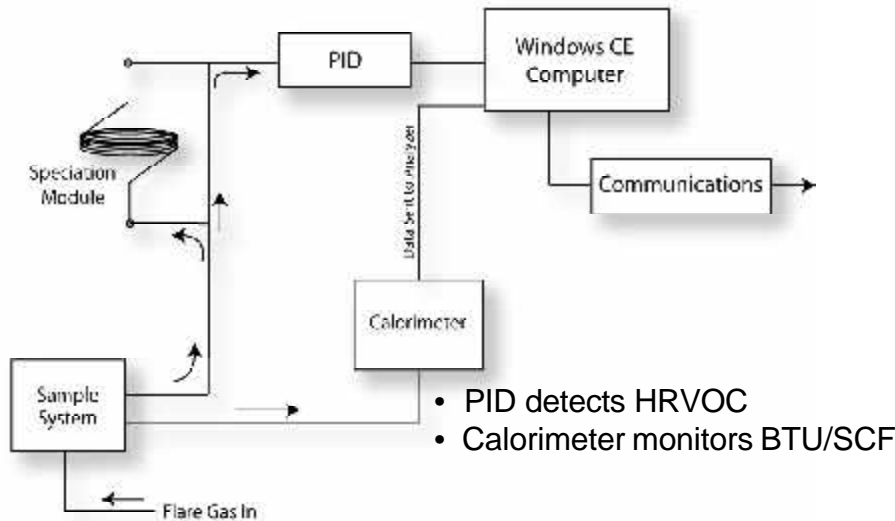 PID
Windows CE
Computer
Speciation
Module
Data Sent to Analyzer
Communications
Calorimeter
Sample
System
• PID detects HRVOC
• Calorimeter monitors BTU/SCF
Flare Gas In